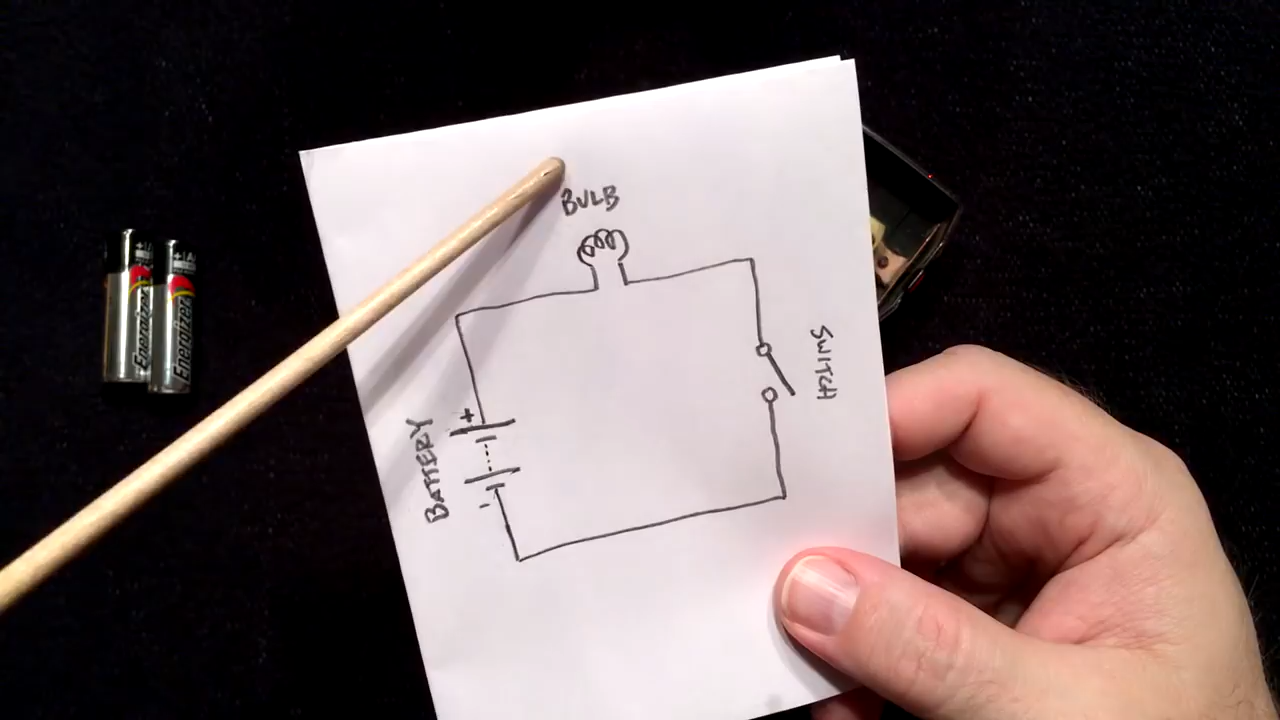 BULB
SWITCH
+
BATTERY
-
Energizer
Energizer